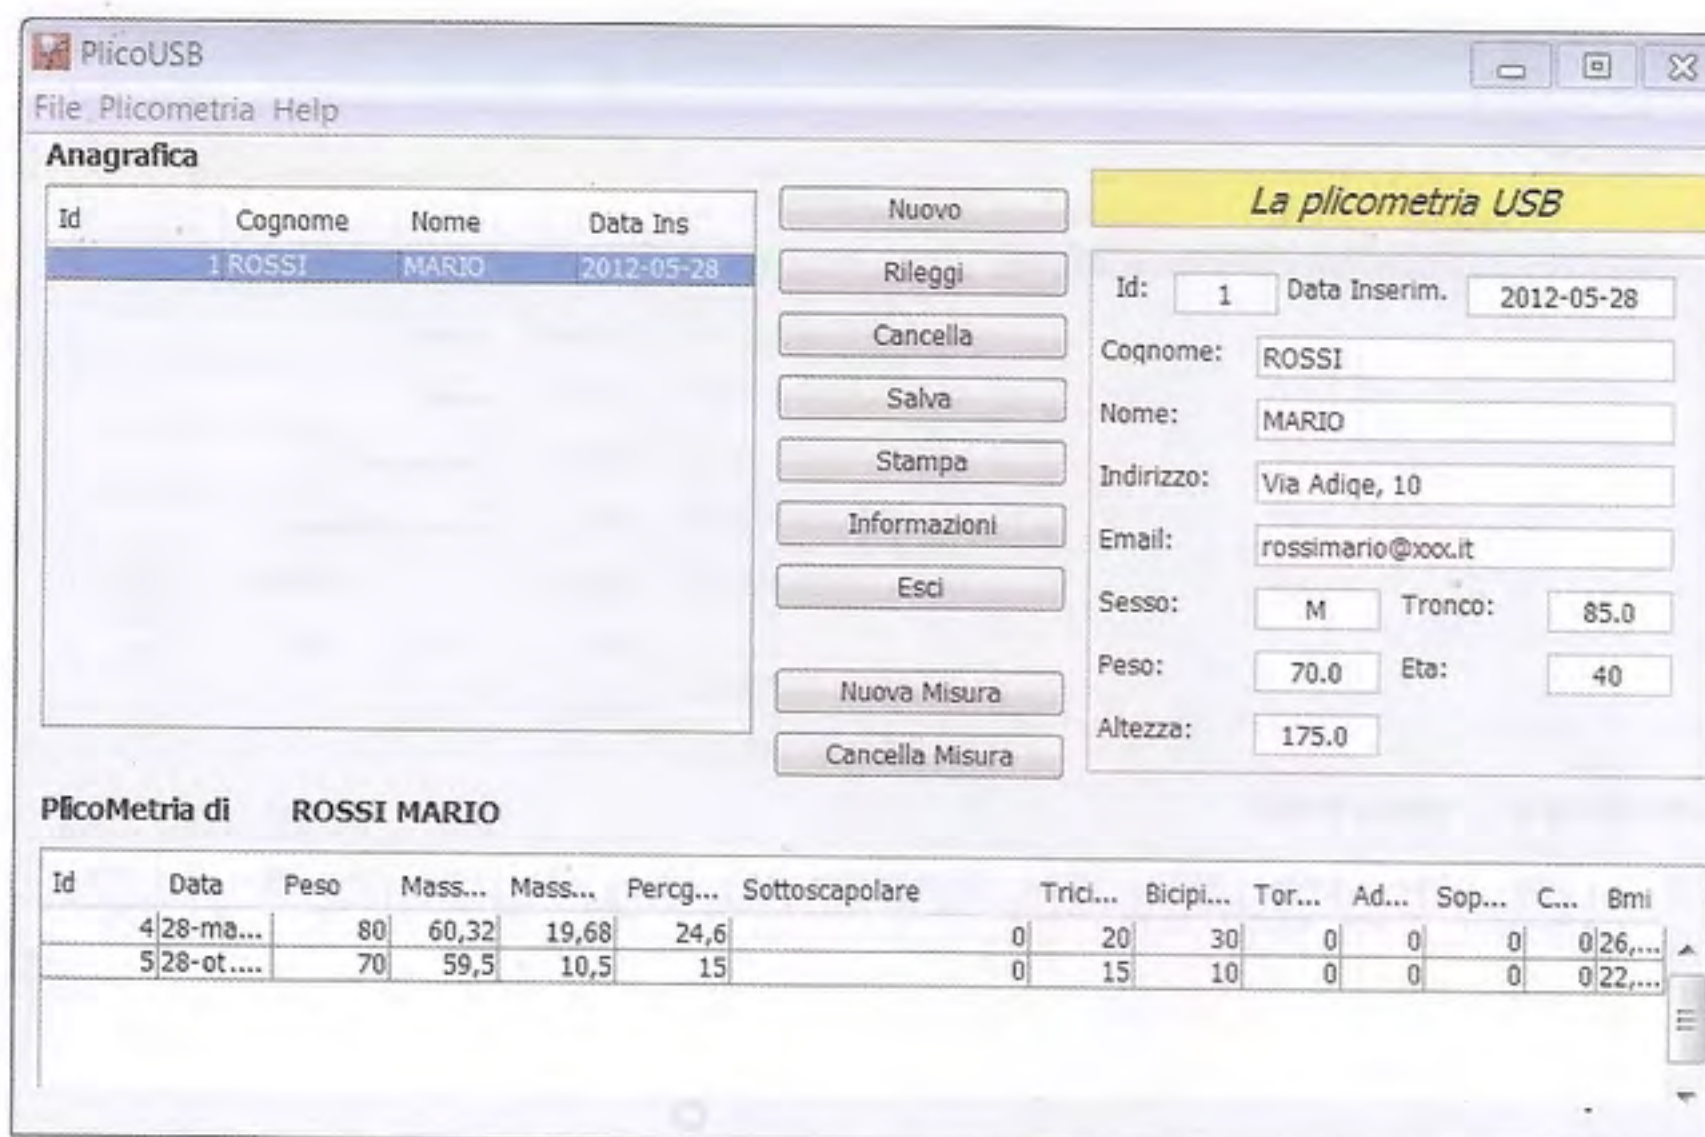 PlicoUSB
File Plicometria Help
Anagrafica
Id Cognome Nome Data Ins
1 ROSSI MARIO 2012-05-28
Nuovo
Rileggi
Cancella
Salva
Stampa
Informazioni
Esci
Nuova Misura
Cancella Misura
La plicometria USB
Id: 1 Data Inserim. 2012-05-28
Cognome: ROSSI
Nome: MARIO
Indirizzo: Via Adige, 10
Email: rossimario@xxx.it
Sesso: M Tronco: 85.0
Peso: 70.0 Eta: 40
Altezza: 175.0
PlicoMetria di ROSSI MARIO
Id Data Peso Mass... Mass... Percg... Sottoscapolare Trici... Bicipi... Tor... Ad... Sop... C... Bmi
4 28-ma... 80 60,32 19,68 24,6 0 20 30 0 0 0 0 26,...
5 28-ot.... 70 59,5 10,5 15 0 15 10 0 0 0 0 22,...